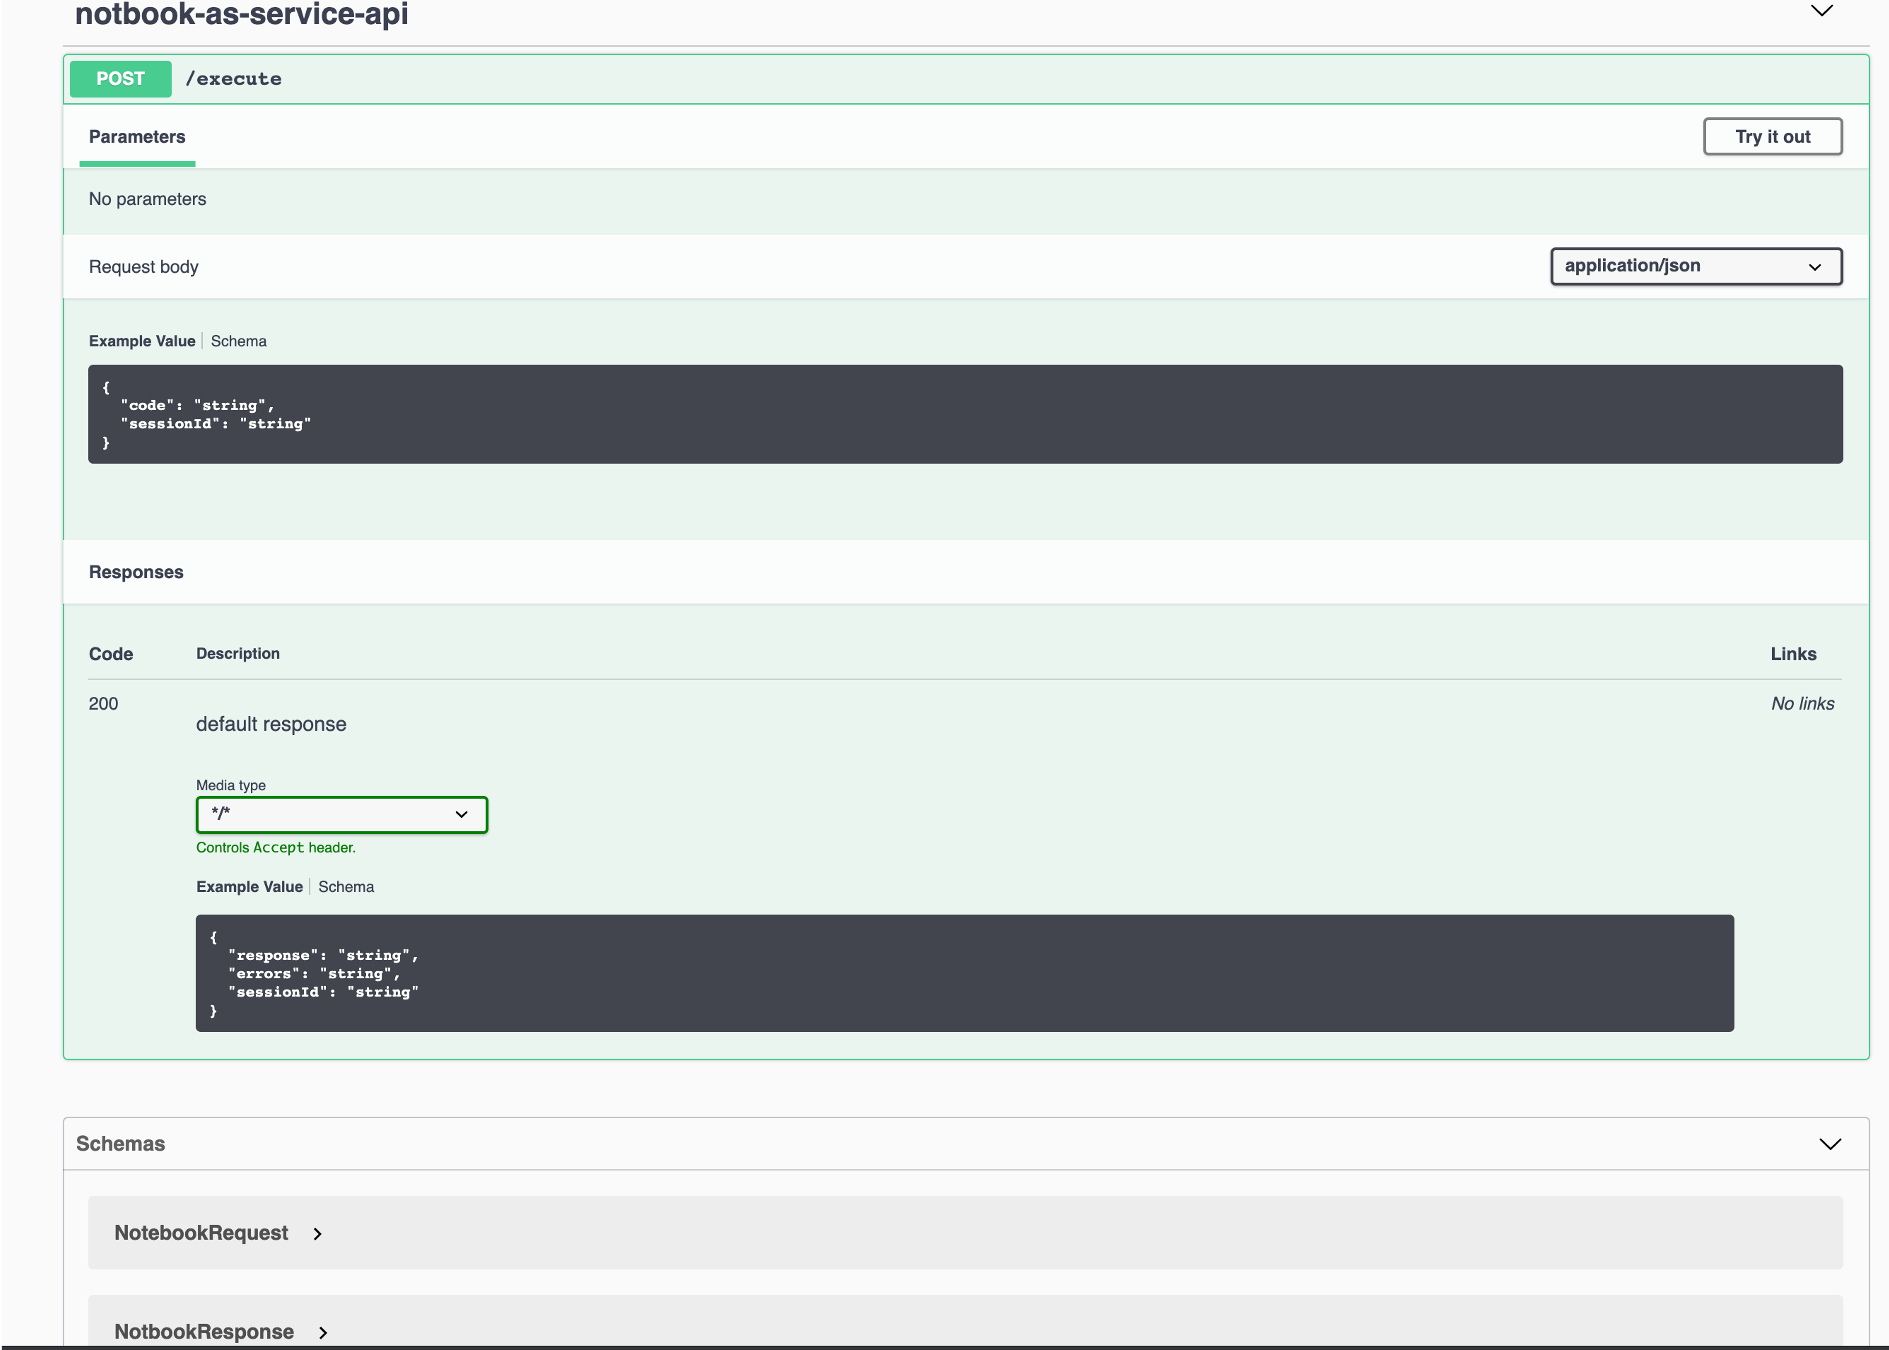 notbook-as-service-api
POST /execute
Parameters
Try it out
No parameters
Request body
application/json
Example Value
Schema
{
"code": "string",
"sessionId": "string"
}
Responses
Code
Description
Links
200
default response
No links
Media type
*/*
Controls Accept header.
Example Value
Schema
{
"response": "string",
"errors": "string",
"sessionId": "string"
}
Schemas
NotebookRequest
NotbookResponse